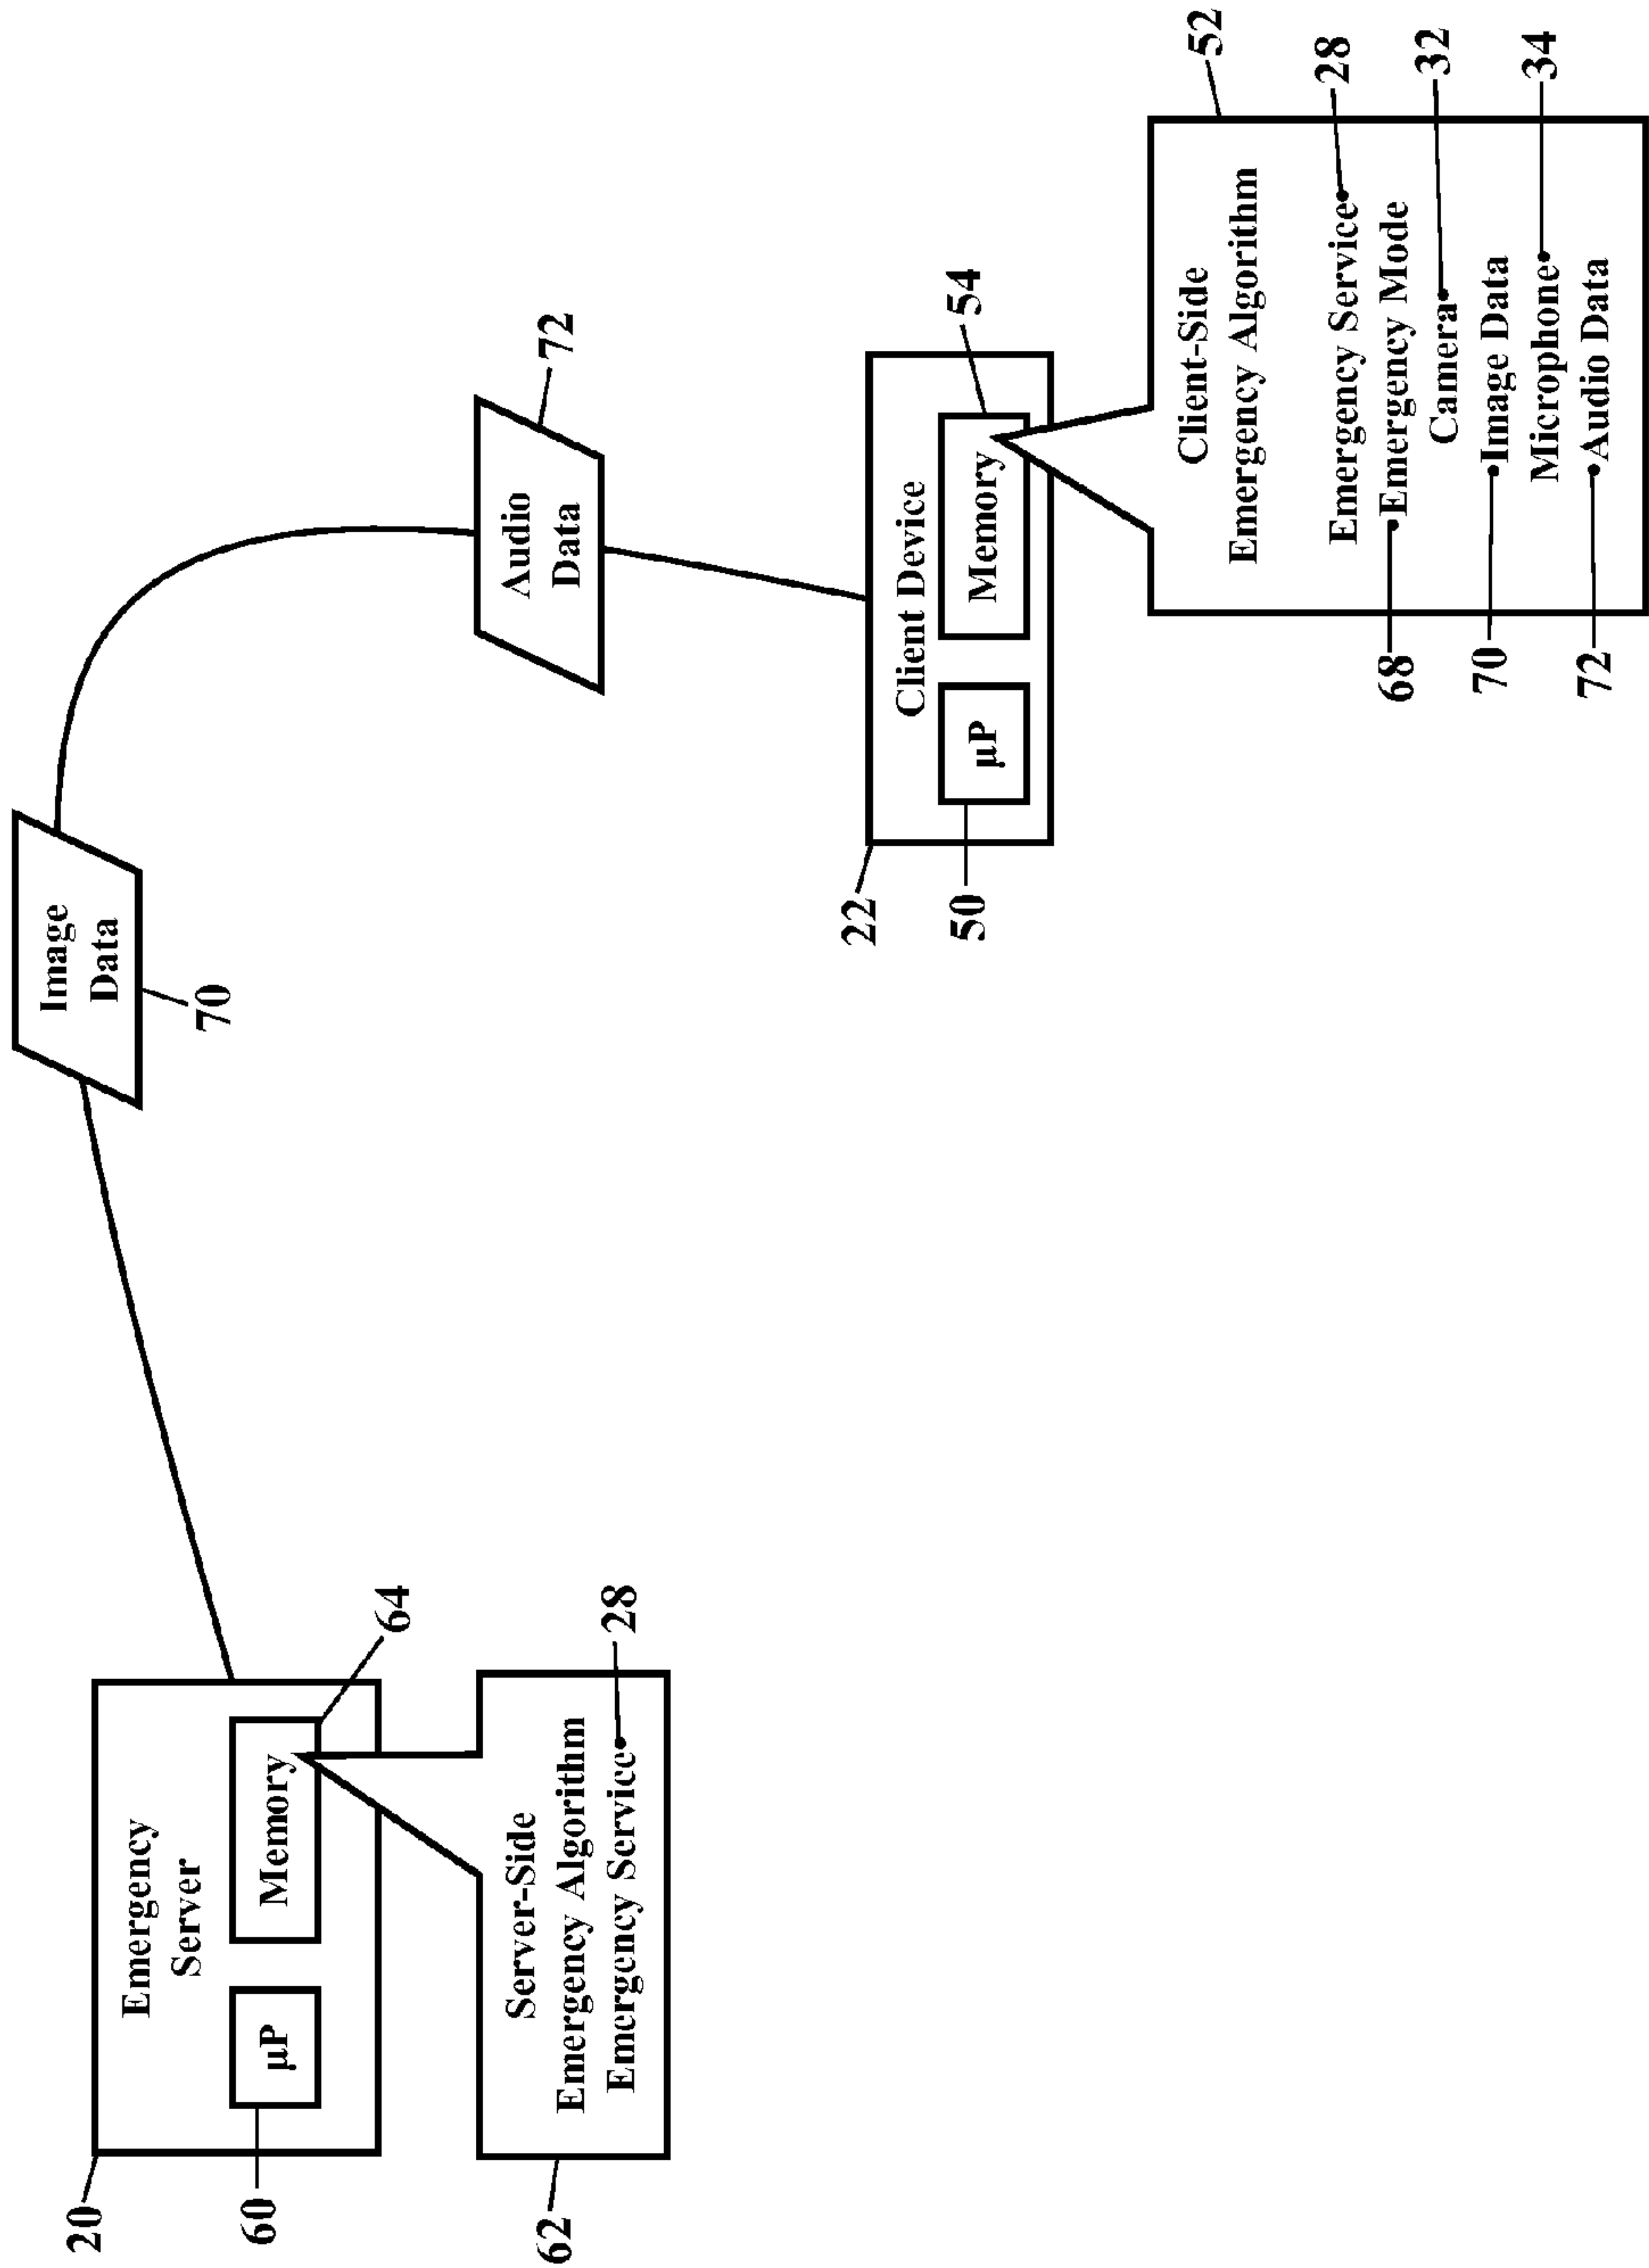 20
Emergency
Server
60
µP
Memory
64
62
Server-Side
Emergency Algorithm
Emergency Service
28
Image
Data
70
Audio
Data
72
22
Client Device
50
µP
Memory
54
52
Client-Side
Emergency Algorithm
Emergency Service
28
68
Emergency Mode
Camera
32
70
Image Data
Microphone
34
72
Audio Data